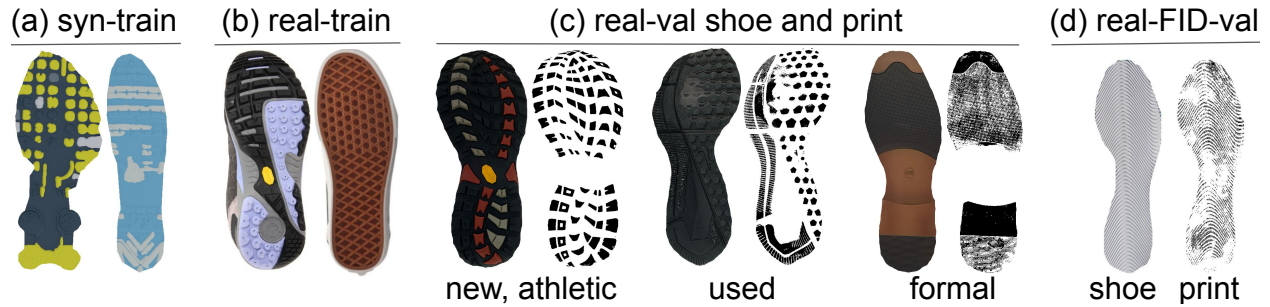 (a) syn-train
(b) real-train
(c) real-val shoe and print
(d) real-FID-val
new, athletic
used
formal
shoe
print